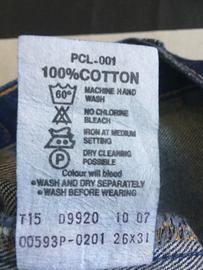 PCL-001
100%COTTON
60°
MACHINE HAND
WASH
NO CHLORINE
BLEACH
IRON AT MEDIUM
SETTING
P
DRY CLEANING
POSSIBLE
Colour will bleed
●WASH AND DRY SEPARATELY
●WASH BEFORE WEARING
T15 D9920 10 07
00593P-0201 26X31